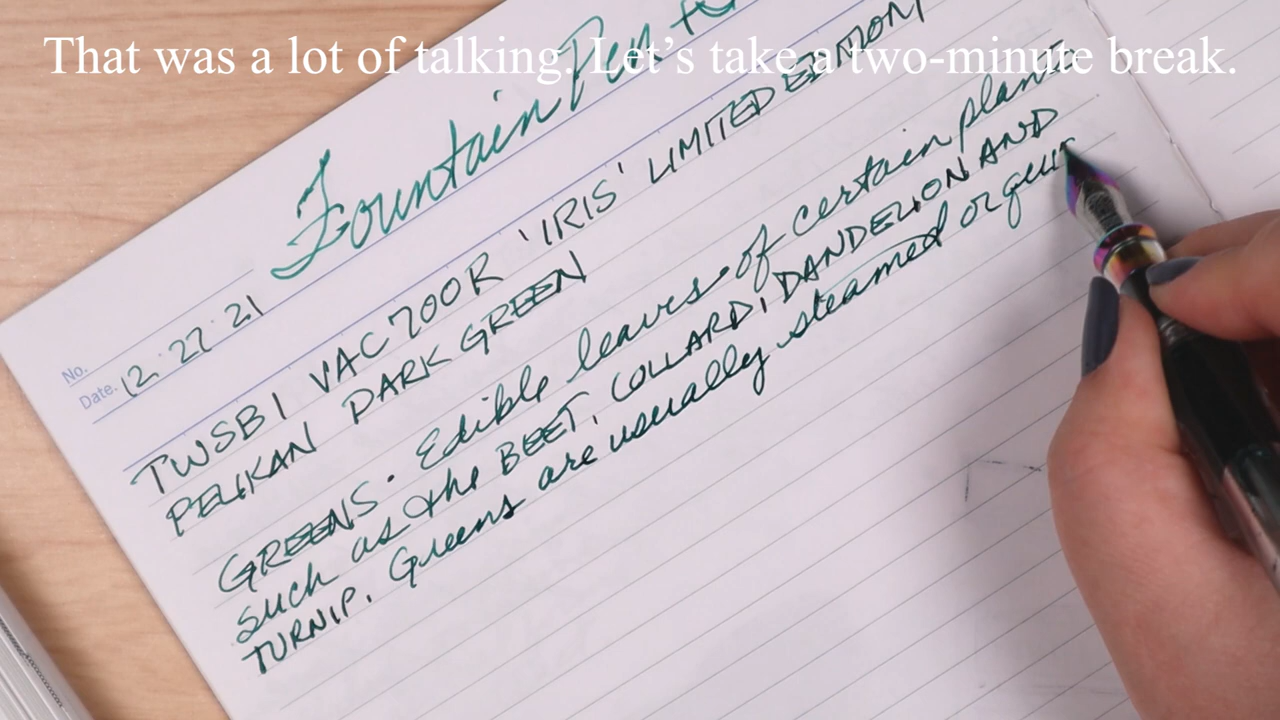 That was a lot of talking. Let's take a two-minute break.
Fountain Pen
No.
Date. 12.27.21
TWSBI VAC 700R 'IRIS' LIMITED EDITION
PELIKAN DARK GREEN
GREENS. Edible leaves of certain plants
such as the BEET, COLLARD, DANDELION AND
TURNIP. Greens are usually steamed or